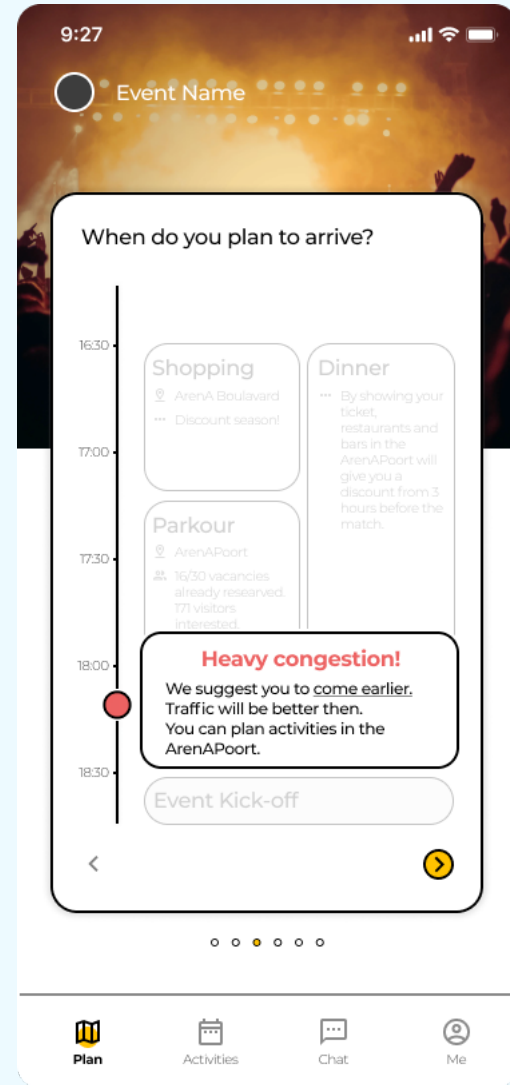 9:27
Event Name
When do you plan to arrive?
16:30
Shopping
ArenA Boulavard
Discount season!
Dinner
By showing your
ticket,
restaurants and
bars in the
ArenAPoort will
give you a
discount from 3
hours before the
match.
17:00
Parkour
ArenAPoort
16/30 vacancies
already researved.
171 visitors
interested.
17:30
18:00
Heavy congestion!
We suggest you to come earlier.
Traffic will be better then.
You can plan activities in the
ArenAPoort.
18:30
Event Kick-off
Plan
Activities
Chat
Me